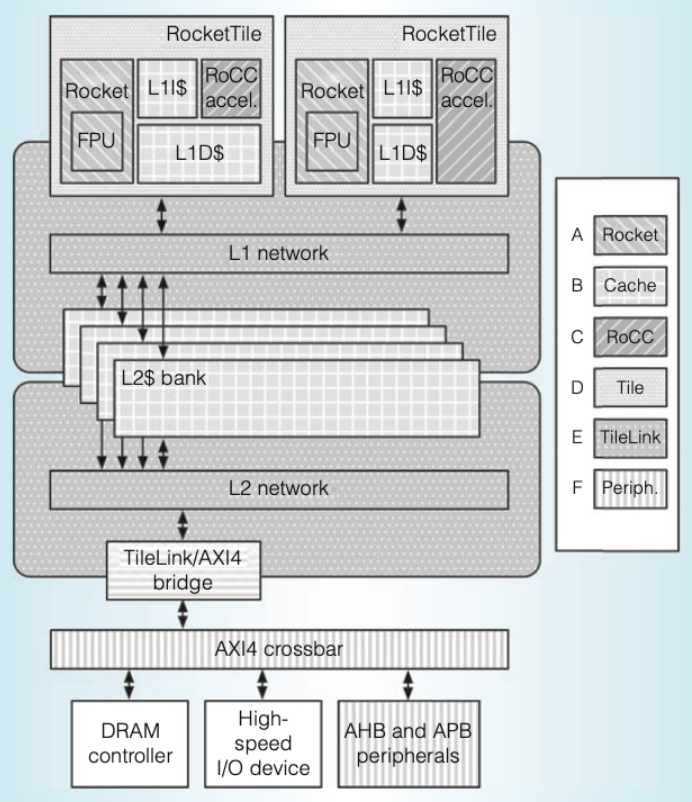 RocketTile
Rocket
FPU
L1I$
RoCC
accel.
L1D$
RocketTile
Rocket
FPU
L1I$
L1D$
RoCC
accel.
L1 network
L2$ bank
L2 network
TileLink/AXI4
bridge
AXI4 crossbar
DRAM
controller
High-
speed
I/O device
AHB and APB
peripherals
A Rocket
B Cache
C RoCC
D Tile
E TileLink
F Periph.